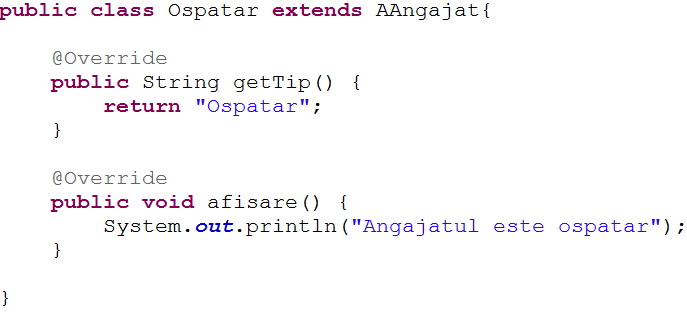 public class Ospatar extends AAngajat{
@Override
public String getTip() {
return "Ospatar";
}
@Override
public void afisare() {
System.out.println("Angajatul este ospatar");
}
}